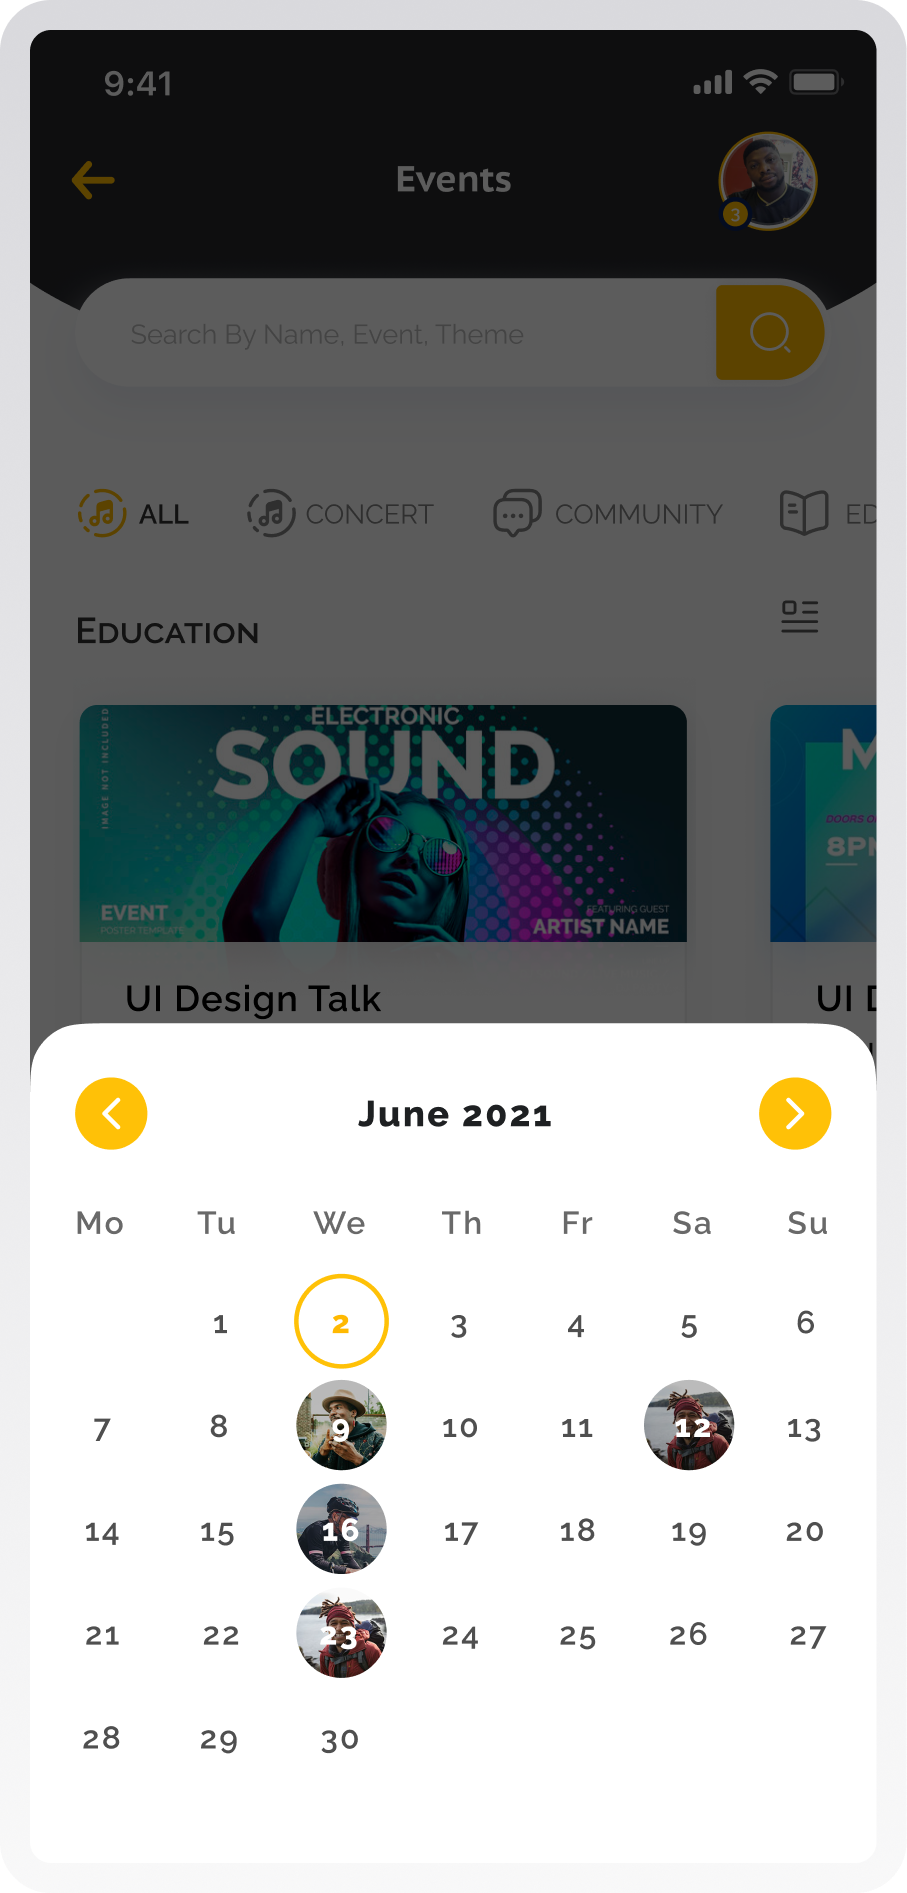 9:41
Events
3
Search By Name, Event, Theme
ALL CONCERT COMMUNITY ED
EDUCATION
IMAGE NOT INCLUDED
ELECTRONIC
SOUND
EVENT
POSTER TEMPLATE
FEATURING GUEST
ARTIST NAME
M
DOORS O
8PM
UI Design Talk
UI D
June 2021
Mo Tu We Th Fr Sa Su
1 2 3 4 5 6
7 8 9 10 11 12 13
14 15 16 17 18 19 20
21 22 23 24 25 26 27
28 29 30